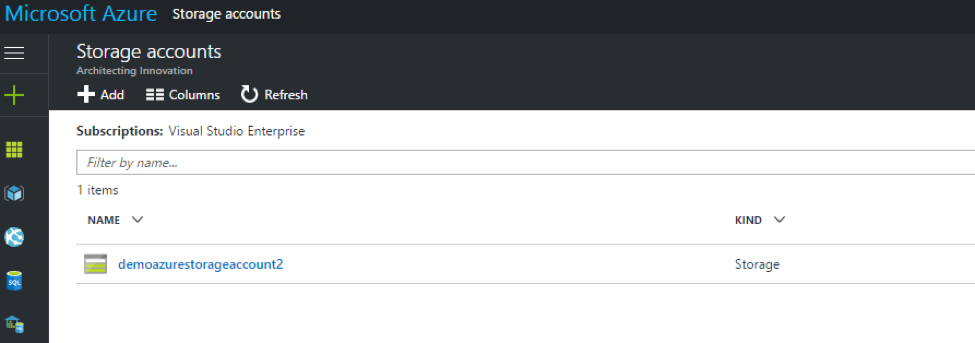 Microsoft Azure Storage accounts
Storage accounts
Architecting Innovation
Add Columns Refresh
Subscriptions: Visual Studio Enterprise
Filter by name...
1 items
NAME KIND
demoazurestorageaccount2 Storage
SQL